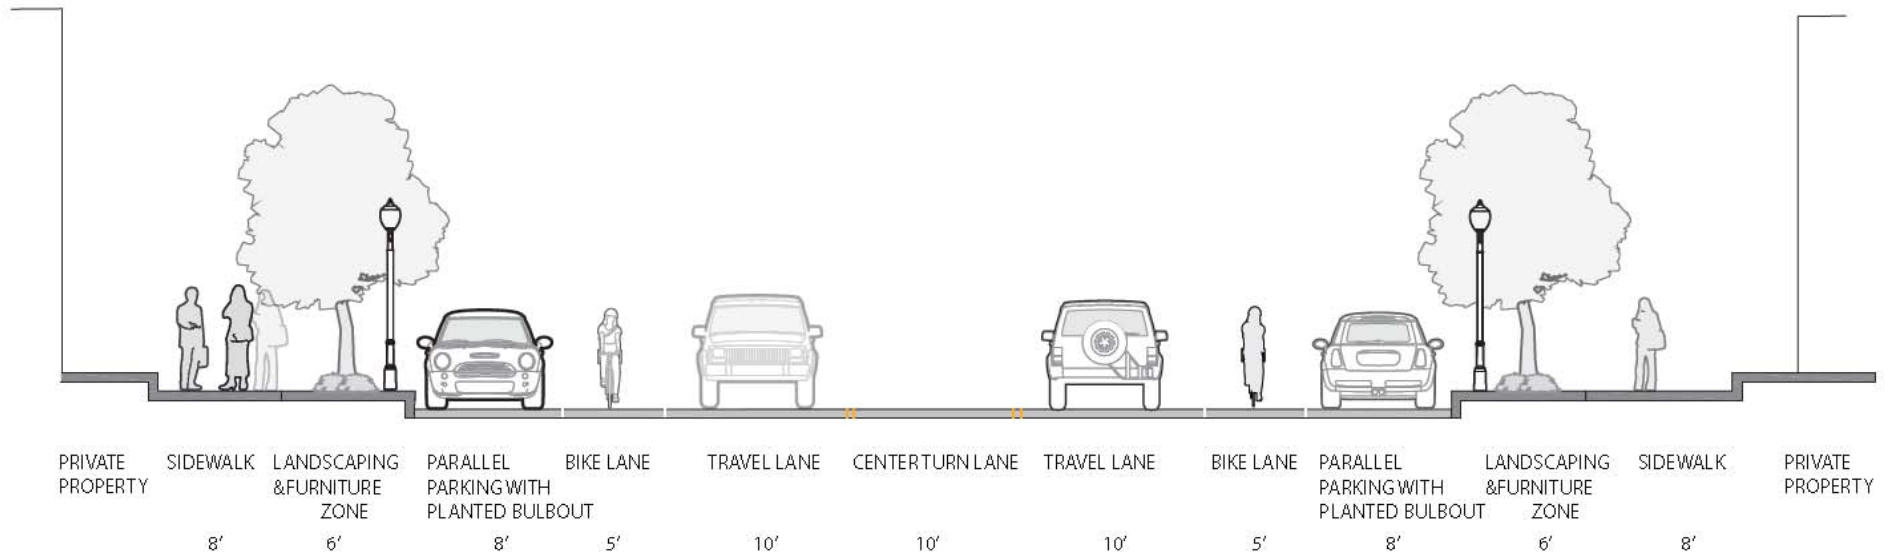 PRIVATE
PROPERTY
SIDEWALK
LANDSCAPING
&FURNITURE
ZONE
PARALLEL
PARKING WITH
PLANTED BULBOUT
BIKE LANE
TRAVEL LANE
CENTER TURN LANE
TRAVEL LANE
BIKE LANE
PARALLEL
PARKING WITH
PLANTED BULBOUT
LANDSCAPING
&FURNITURE
ZONE
SIDEWALK
PRIVATE
PROPERTY
8' 6' 8' 5' 10' 10' 10' 5' 8' 6' 8'